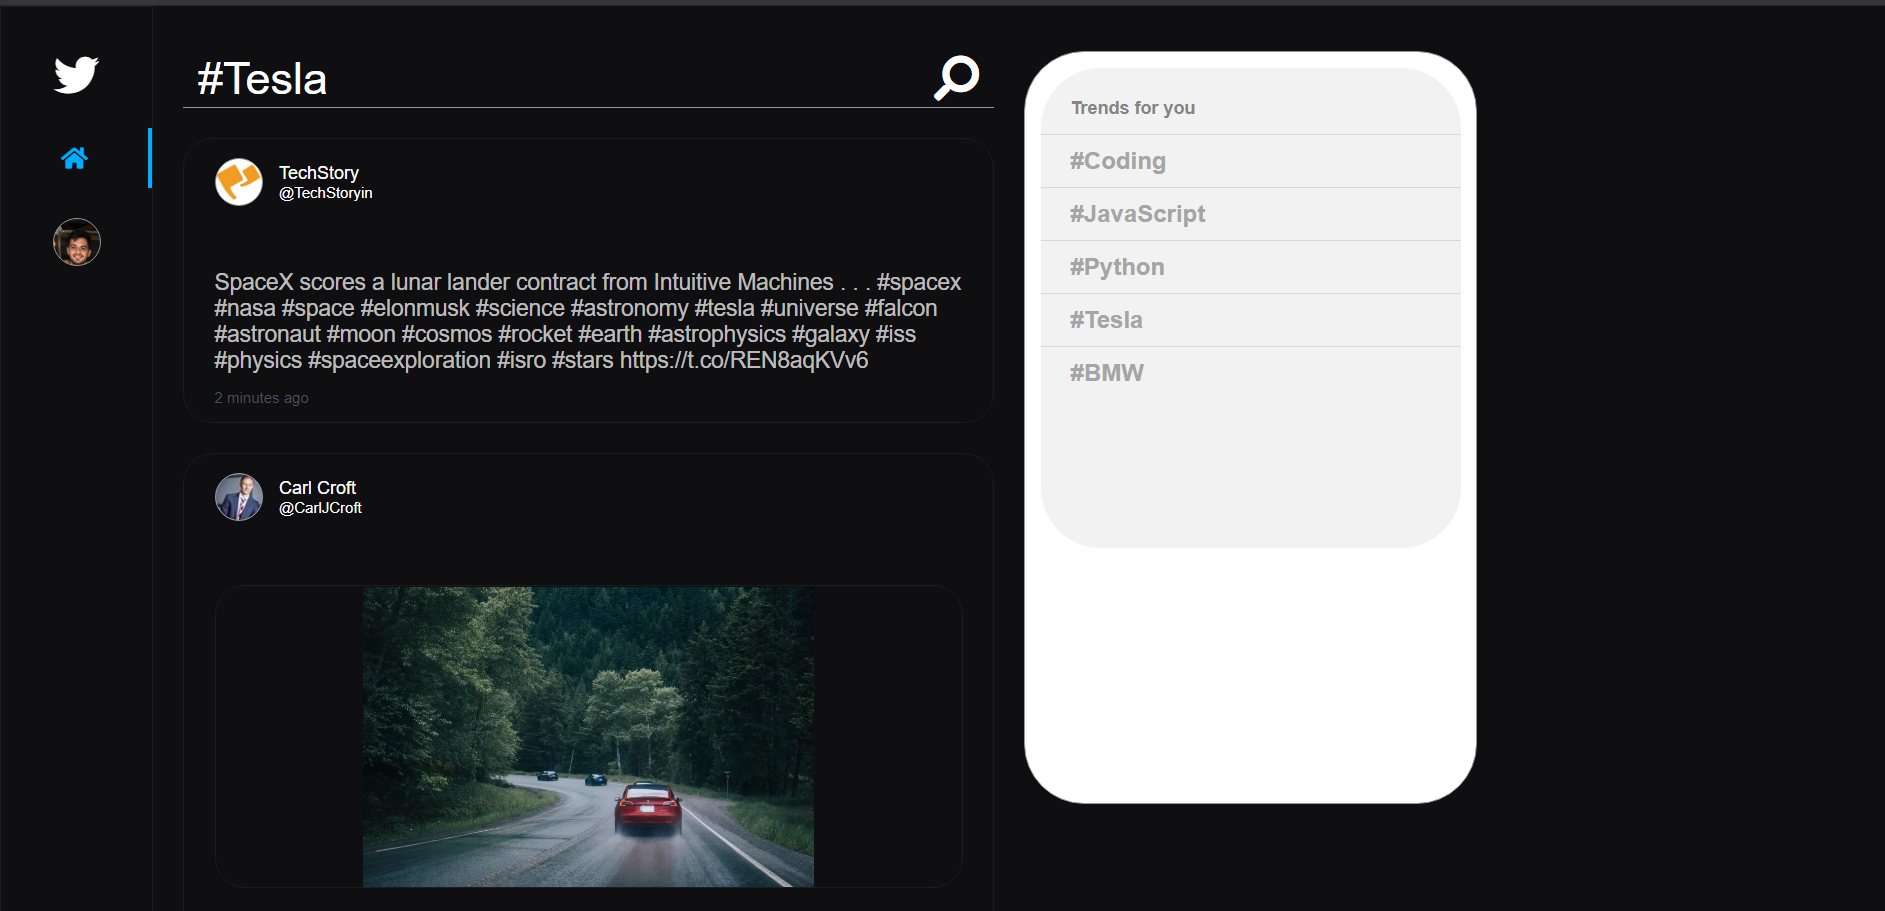 #Tesla
TechStory
@TechStoryin
SpaceX scores a lunar lander contract from Intuitive Machines . . . #spacex
#nasa #space #elonmusk #science #astronomy #tesla #universe #falcon
#astronaut #moon #cosmos #rocket #earth #astrophysics #galaxy #iss
#physics #spaceexploration #isro #stars https://t.co/REN8aqKVv6
2 minutes ago
Carl Croft
@CarlJCroft
Trends for you
#Coding
#JavaScript
#Python
#Tesla
#BMW